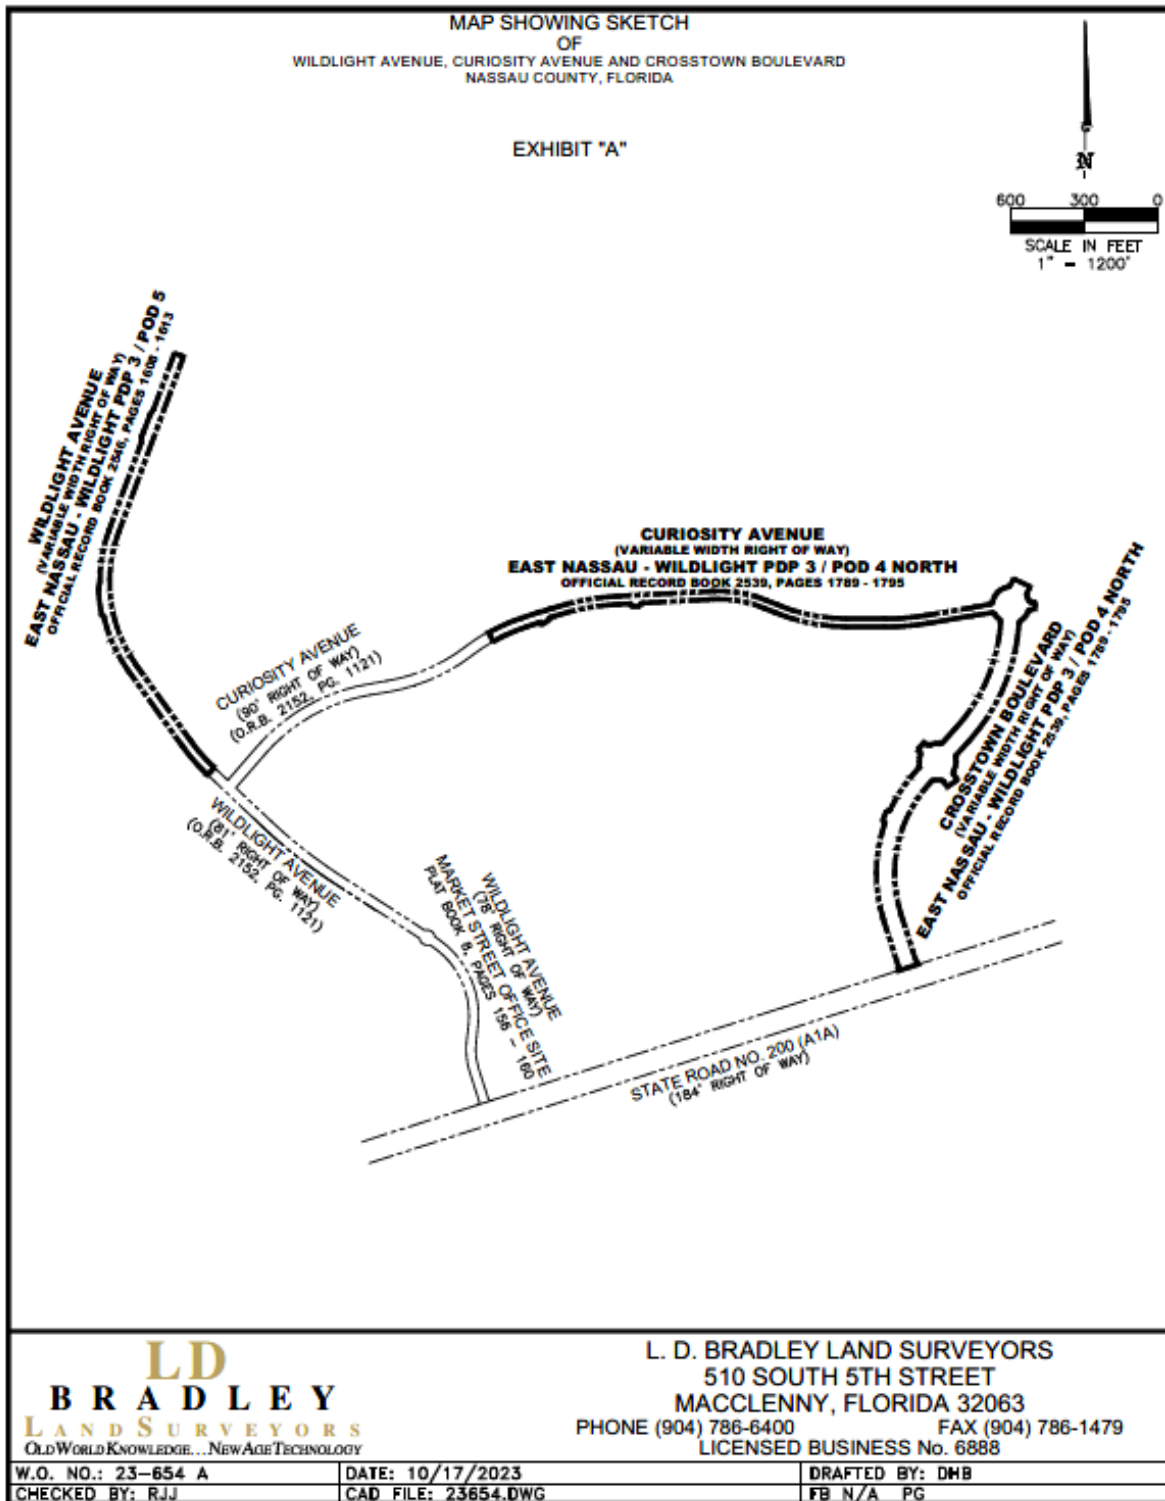 MAP SHOWING SKETCH
OF
WILDLIGHT AVENUE, CURIOSITY AVENUE AND CROSSTOWN BOULEVARD
NASSAU COUNTY, FLORIDA
EXHIBIT "A"
N
600 300 0
SCALE IN FEET
1" = 1200'
WILDLIGHT AVENUE
(VARIABLE WIDTH RIGHT OF WAY)
EAST NASSAU - WILDLIGHT PDP 3 / POD 5
OFFICIAL RECORD BOOK 2546, PAGES 1608 - 1613
CURIOSITY AVENUE
(VARIABLE WIDTH RIGHT OF WAY)
EAST NASSAU - WILDLIGHT PDP 3 / POD 4 NORTH
OFFICIAL RECORD BOOK 2539, PAGES 1789 - 1795
CURIOSITY AVENUE
(90' RIGHT OF WAY)
(O.R.B. 2152, PG. 1121)
CROSSTOWN BOULEVARD
(VARIABLE WIDTH RIGHT OF WAY)
EAST NASSAU - WILDLIGHT PDP 3 / POD 4 NORTH
OFFICIAL RECORD BOOK 2539, PAGES 1789 - 1795
WILDLIGHT AVENUE
(81' RIGHT OF WAY)
(O.R.B. 2152, PG. 1121)
WILDLIGHT AVENUE
(78' RIGHT OF WAY)
MARKET STREET OFFICE SITE
PLAT BOOK 8, PAGES 156 - 160
STATE ROAD NO. 200 (A1A)
(184' RIGHT OF WAY)
LD
BRADLEY
LAND SURVEYORS
OLD WORLD KNOWLEDGE...NEW AGE TECHNOLOGY
L. D. BRADLEY LAND SURVEYORS
510 SOUTH 5TH STREET
MACCLENNY, FLORIDA 32063
PHONE (904) 786-6400 FAX (904) 786-1479
LICENSED BUSINESS No. 6888
W.O. NO.: 23-654 A DATE: 10/17/2023 DRAFTED BY: DHB
CHECKED BY: RJJ CAD FILE: 23654.DWG FB N/A PG